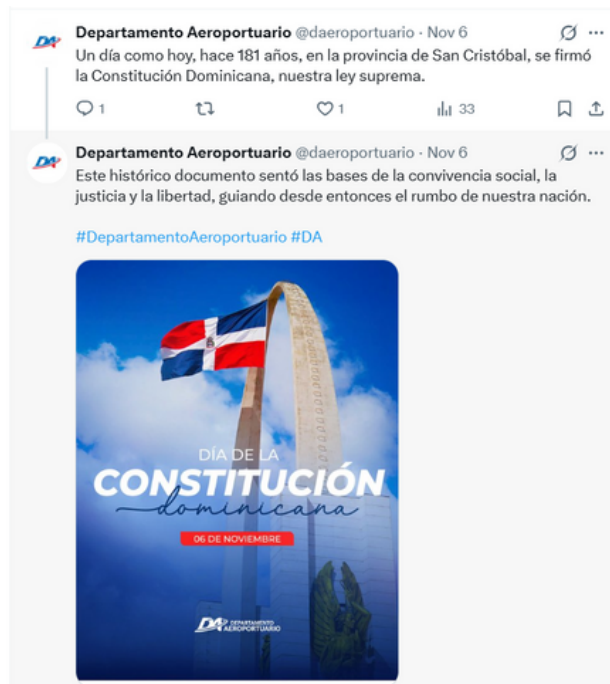 Departamento Aeroportuario @daeroportuario · Nov 6
Un día como hoy, hace 181 años, en la provincia de San Cristóbal, se firmó
la Constitución Dominicana, nuestra ley suprema.
1 1 33
Departamento Aeroportuario @daeroportuario · Nov 6
Este histórico documento sentó las bases de la convivencia social, la
justicia y la libertad, guiando desde entonces el rumbo de nuestra nación.
#DepartamentoAeroportuario #DA
DÍA DE LA
CONSTITUCIÓN
dominicana
06 DE NOVIEMBRE
DA DEPARTAMENTO
AEROPORTUARIO